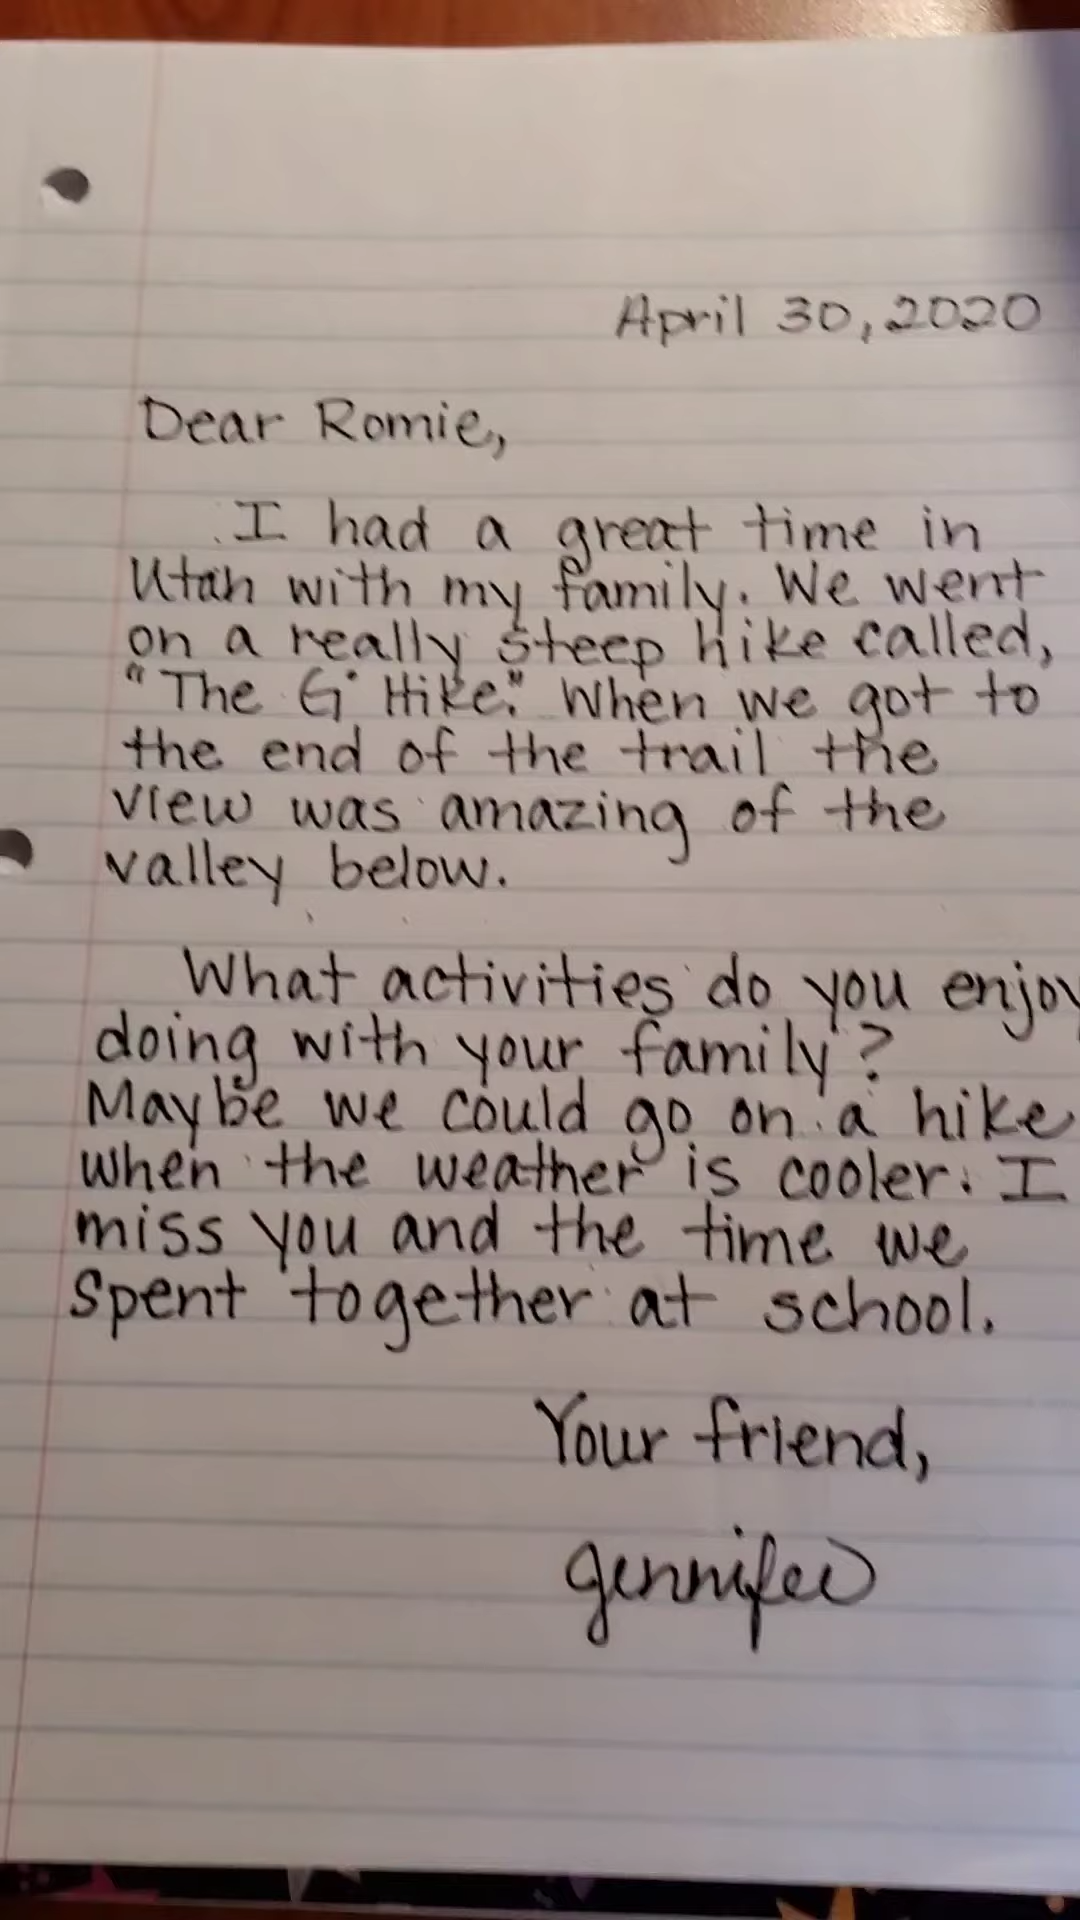 April 30, 2020
Dear Romie,
I had a great time in
Utah with my family. We went
on a really steep hike called,
"The G Hike." When we got to
the end of the trail the
view was amazing of the
valley below.
What activities do you enjoy
doing with your family?
Maybe we could go on a hike
when the weather is cooler. I
miss you and the time we
spent together at school.
Your friend,
Jennifer